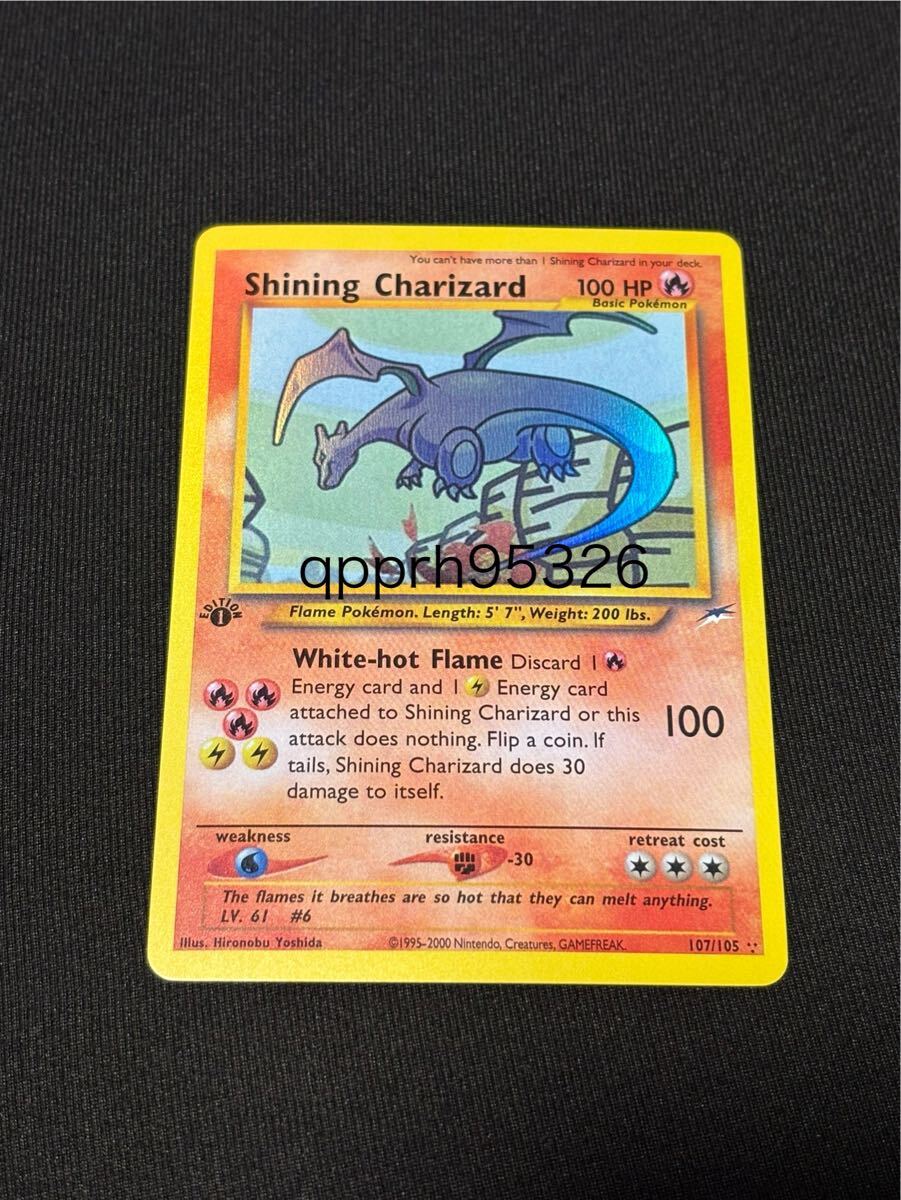 You can't have more than 1 Shining Charizard in your deck.
Shining Charizard 100 HP
Basic Pokémon
qpprh95326
EDITION
1
Flame Pokémon. Length: 5' 7", Weight: 200 lbs.
White-hot Flame Discard 1
Energy card and 1 Energy card
attached to Shining Charizard or this
attack does nothing. Flip a coin. If
tails, Shining Charizard does 30
damage to itself.
100
weakness resistance retreat cost
-30
The flames it breathes are so hot that they can melt anything.
LV. 61 #6
Illus. Hironobu Yoshida ©1995-2000 Nintendo, Creatures, GAMEFREAK. 107/105